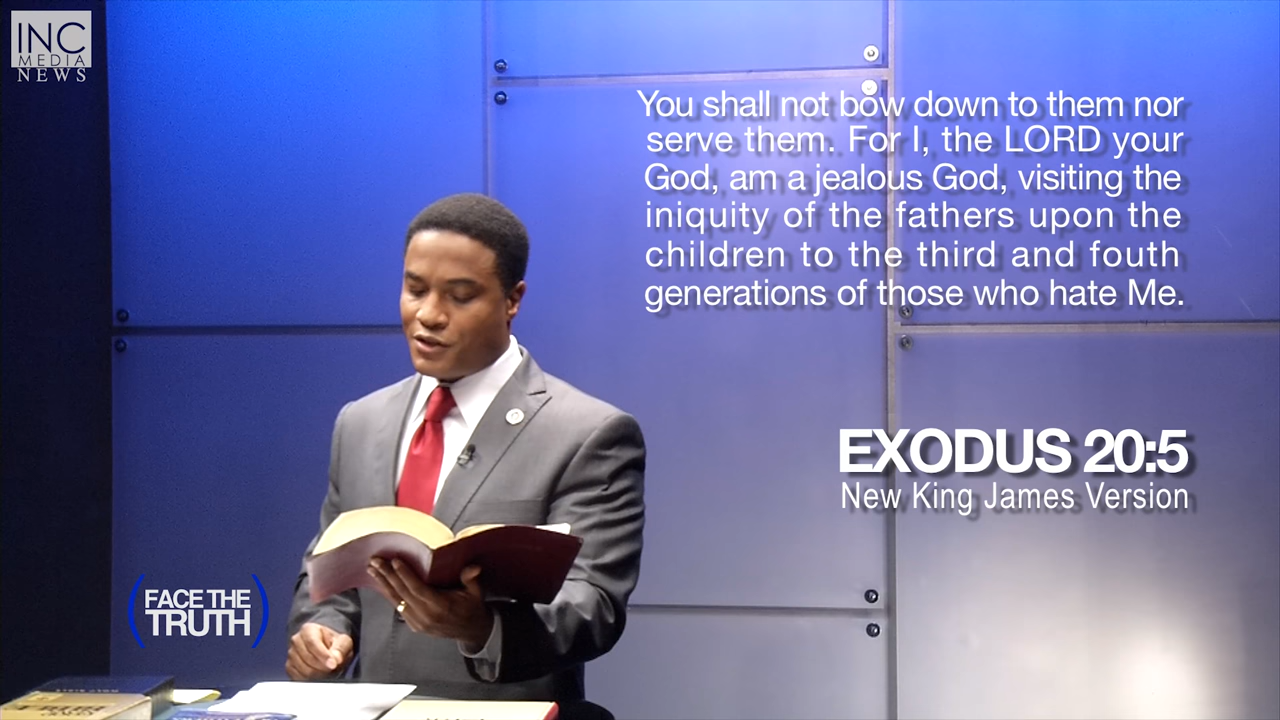 INC
MEDIA
NEWS
You shall not bow down to them nor
serve them. For I, the LORD your
God, am a jealous God, visiting the
iniquity of the fathers upon the
children to the third and fouth
generations of those who hate Me.
EXODUS 20:5
New King James Version
(FACE THE
TRUTH)